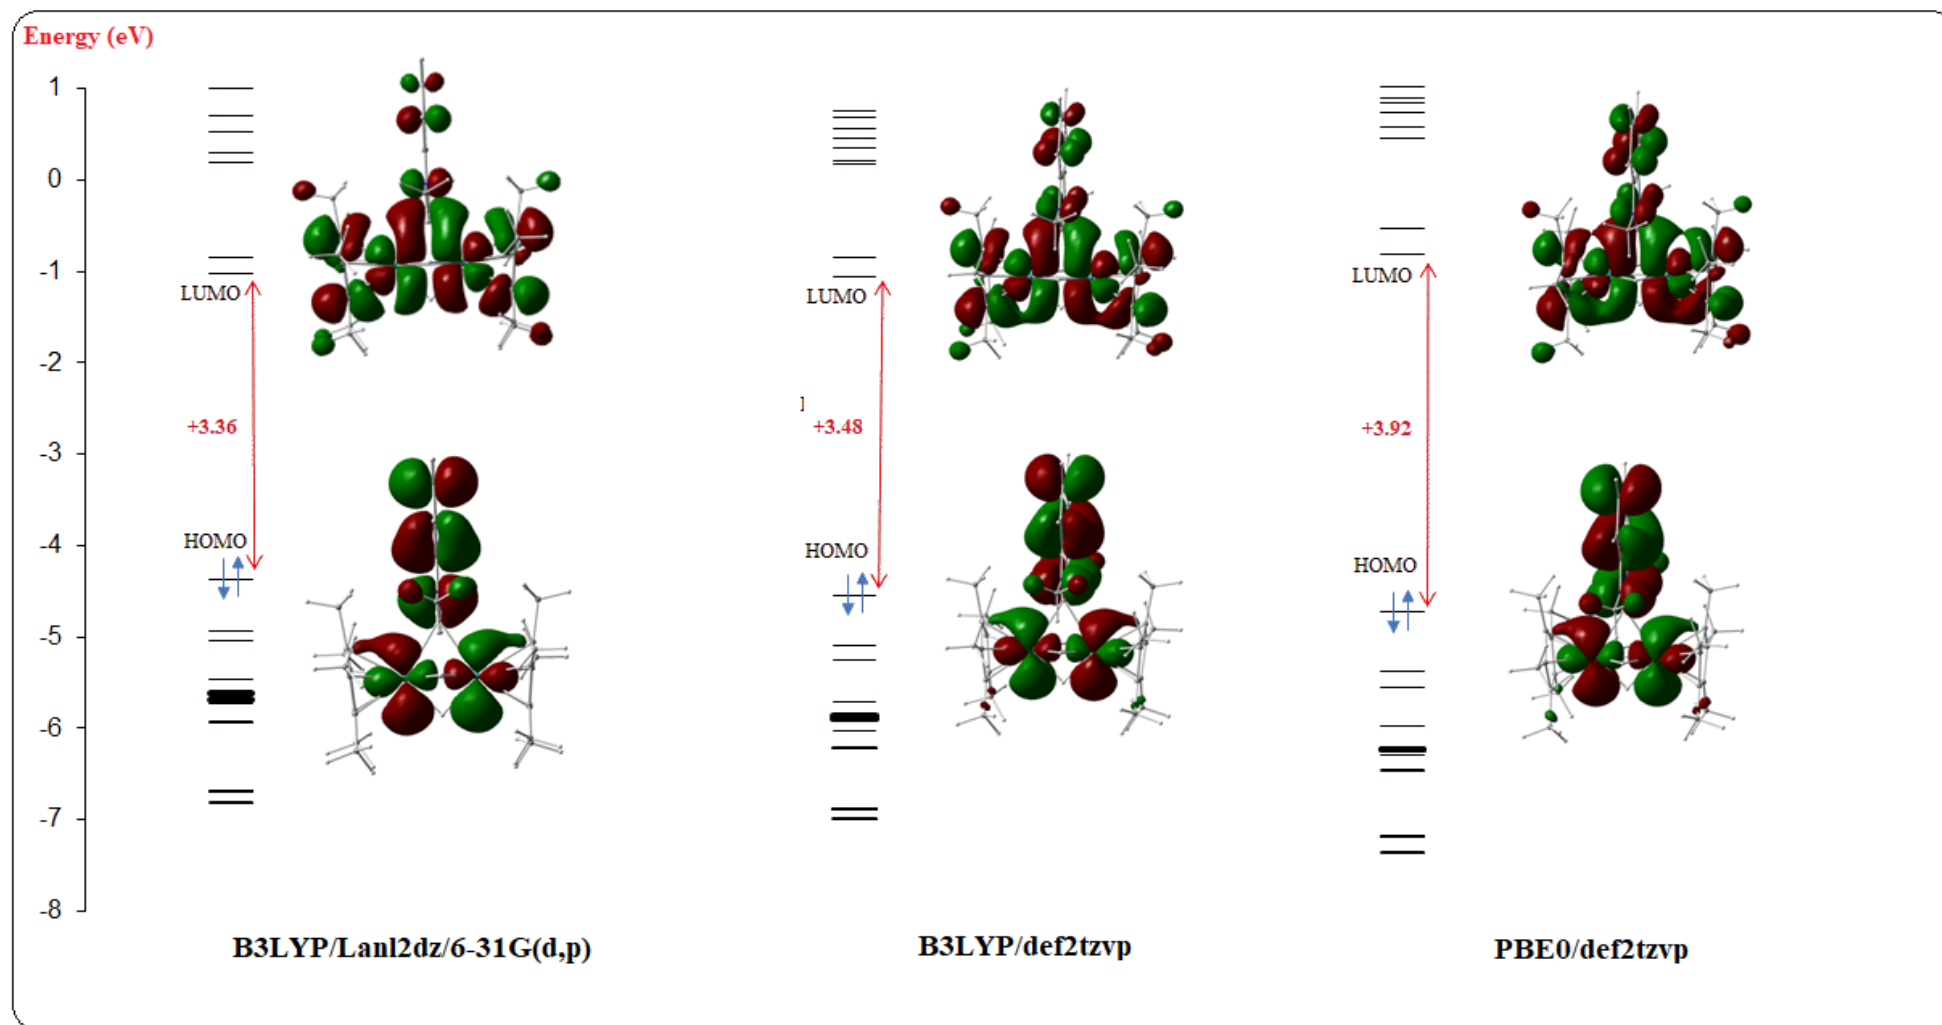 Energy (eV)
1
0
-1
-2
-3
-4
-5
-6
-7
-8
LUMO
+3.36
HOMO
B3LYP/Lanl2dz/6-31G(d,p)
LUMO
+3.48
HOMO
B3LYP/def2tzvp
LUMO
+3.92
HOMO
PBE0/def2tzvp